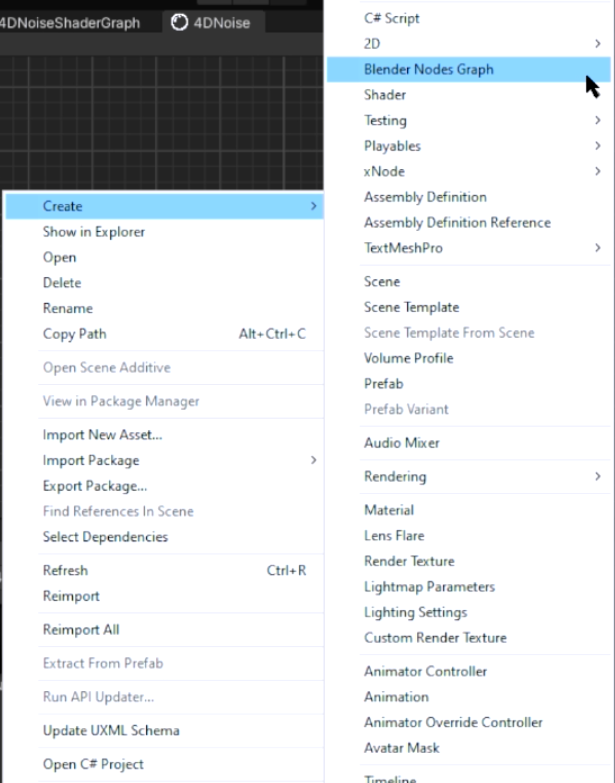 4DNoiseShaderGraph
4DNoise
Create
Show in Explorer
Open
Delete
Rename
Copy Path Alt+Ctrl+C
Open Scene Additive
View in Package Manager
Import New Asset...
Import Package
Export Package...
Find References In Scene
Select Dependencies
Refresh Ctrl+R
Reimport
Reimport All
Extract From Prefab
Run API Updater...
Update UXML Schema
Open C# Project
C# Script
2D
Blender Nodes Graph
Shader
Testing
Playables
xNode
Assembly Definition
Assembly Definition Reference
TextMeshPro
Scene
Scene Template
Scene Template From Scene
Volume Profile
Prefab
Prefab Variant
Audio Mixer
Rendering
Material
Lens Flare
Render Texture
Lightmap Parameters
Lighting Settings
Custom Render Texture
Animator Controller
Animation
Animator Override Controller
Avatar Mask
Timeline